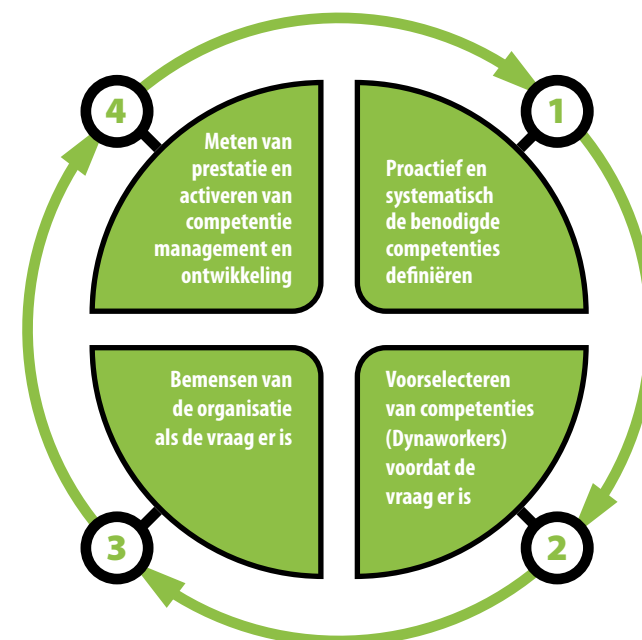 1
Proactief en
systematisch
de benodigde
competenties
definiëren
2
Voorselecteren
van competenties
(Dynaworkers)
voordat de
vraag er is
3
Bemensen van
de organisatie
als de vraag er is
4
Meten van
prestatie en
activeren van
competentie
management en
ontwikkeling